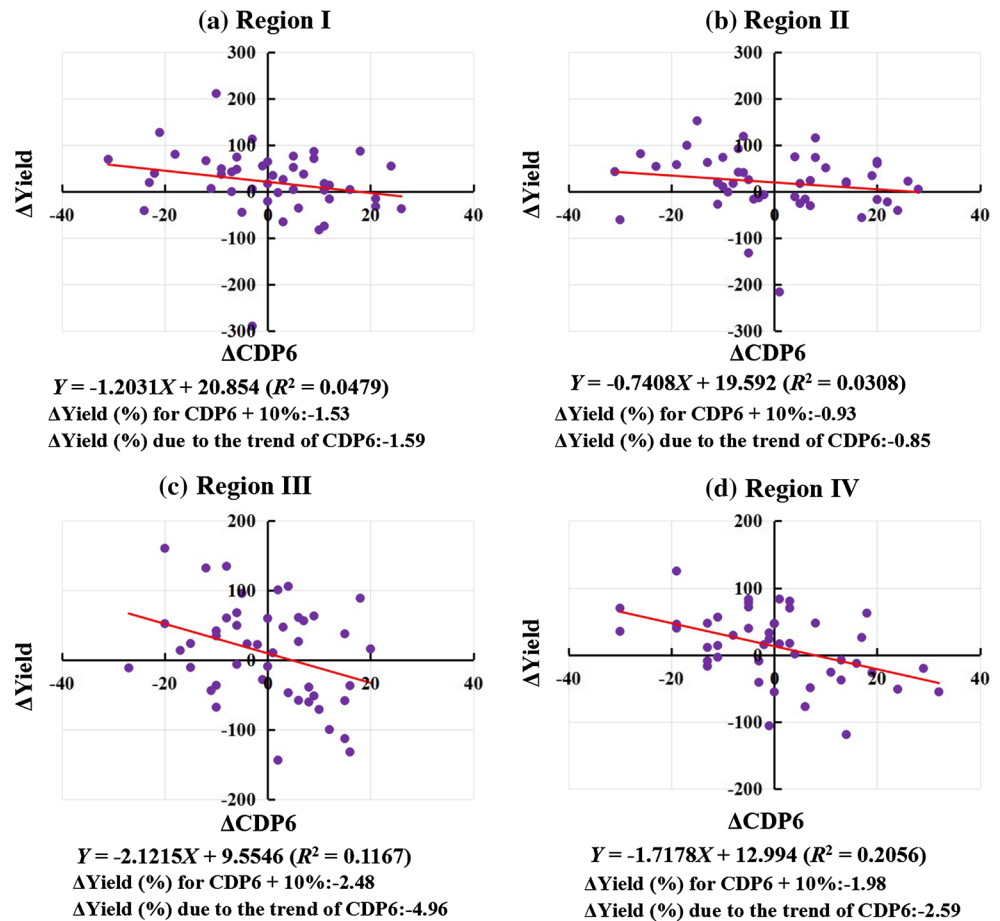 (a) Region I
300
200
100
0
-100
-200
-300
-40
-20
0
20
40
ΔYield
ΔCDP6
Y = -1.2031X + 20.854 (R² = 0.0479)
ΔYield (%) for CDP6 + 10%:-1.53
ΔYield (%) due to the trend of CDP6:-1.59
(b) Region II
300
200
100
0
-100
-200
-300
-40
-20
0
20
40
ΔYield
ΔCDP6
Y = -0.7408X + 19.592 (R² = 0.0308)
ΔYield (%) for CDP6 + 10%:-0.93
ΔYield (%) due to the trend of CDP6:-0.85
(c) Region III
200
100
0
-100
-200
-40
-20
0
20
40
ΔYield
ΔCDP6
Y = -2.1215X + 9.5546 (R² = 0.1167)
ΔYield (%) for CDP6 + 10%:-2.48
ΔYield (%) due to the trend of CDP6:-4.96
(d) Region IV
200
100
0
-100
-200
-40
-20
0
20
40
ΔYield
ΔCDP6
Y = -1.7178X + 12.994 (R² = 0.2056)
ΔYield (%) for CDP6 + 10%:-1.98
ΔYield (%) due to the trend of CDP6:-2.59